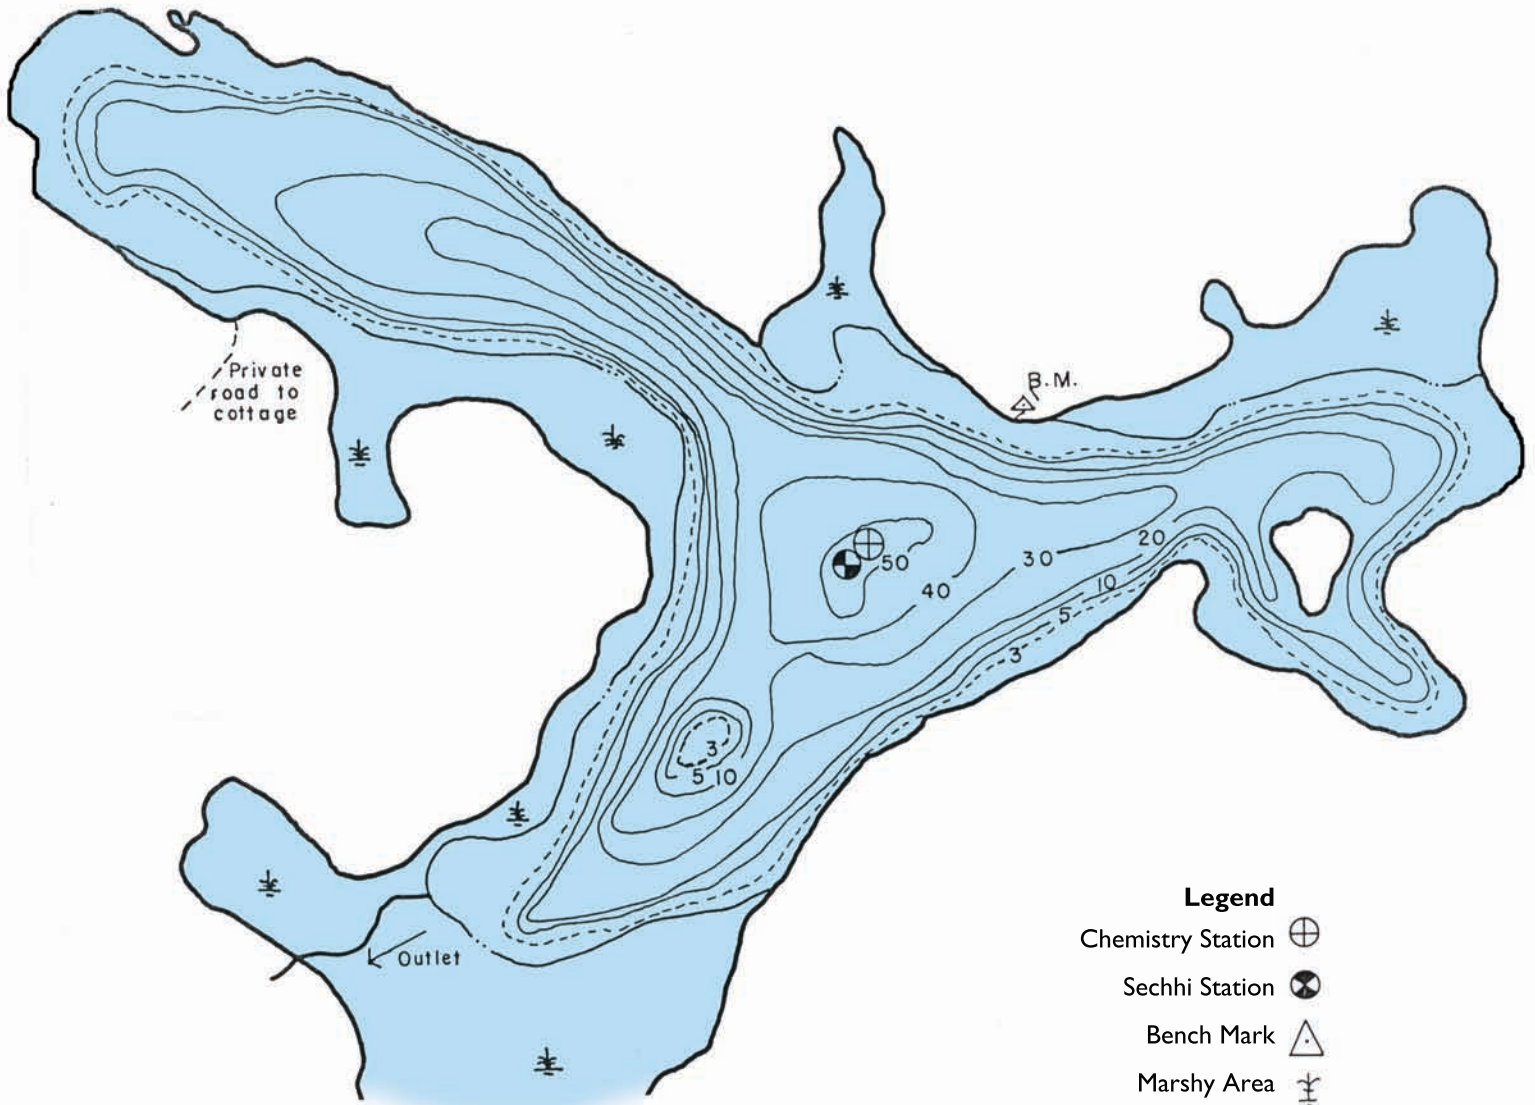 B.M.
Private
road to
cottage
50
40
30
20
10
5
3
3
5 10
Outlet
Legend
Chemistry Station
Sechhi Station
Bench Mark
Marshy Area